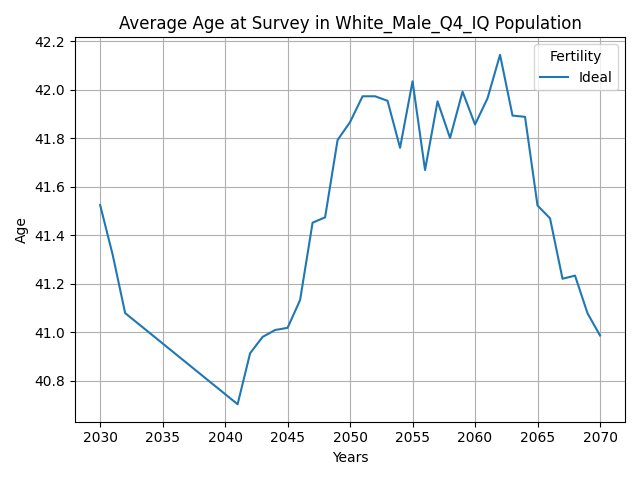 Average Age at Survey in White_Male_Q4_IQ Population
Fertility
Ideal
42.2
42.0
41.8
41.6
41.4
41.2
41.0
40.8
Age
2030 2035 2040 2045 2050 2055 2060 2065 2070
Years